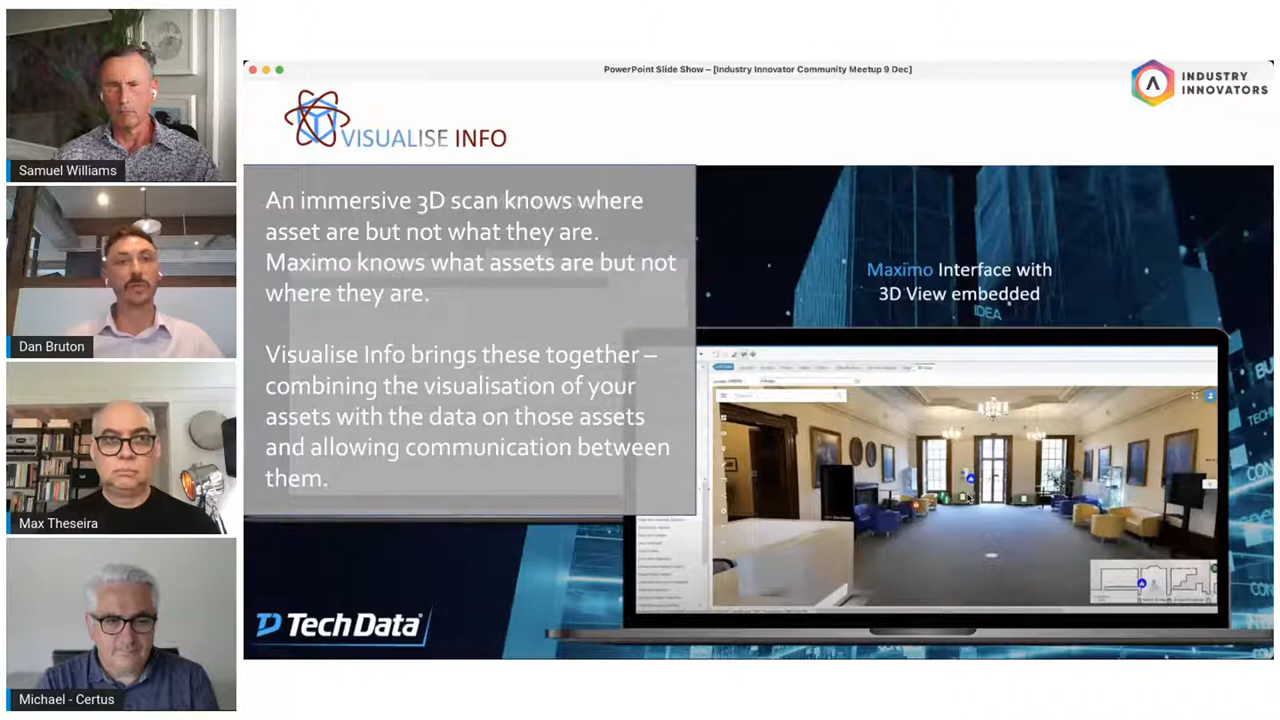 Samuel Williams
Dan Bruton
Max Theseira
Michael - Certus
PowerPoint Slide Show – [Industry Innovator Community Meetup 9 Dec]
INDUSTRY
INNOVATORS
VISUALISE INFO
An immersive 3D scan knows where
asset are but not what they are.
Maximo knows what assets are but not
where they are.
Visualise Info brings these together –
combining the visualisation of your
assets with the data on those assets
and allowing communication between
them.
Maximo Interface with
3D View embedded
IDEA
TechData